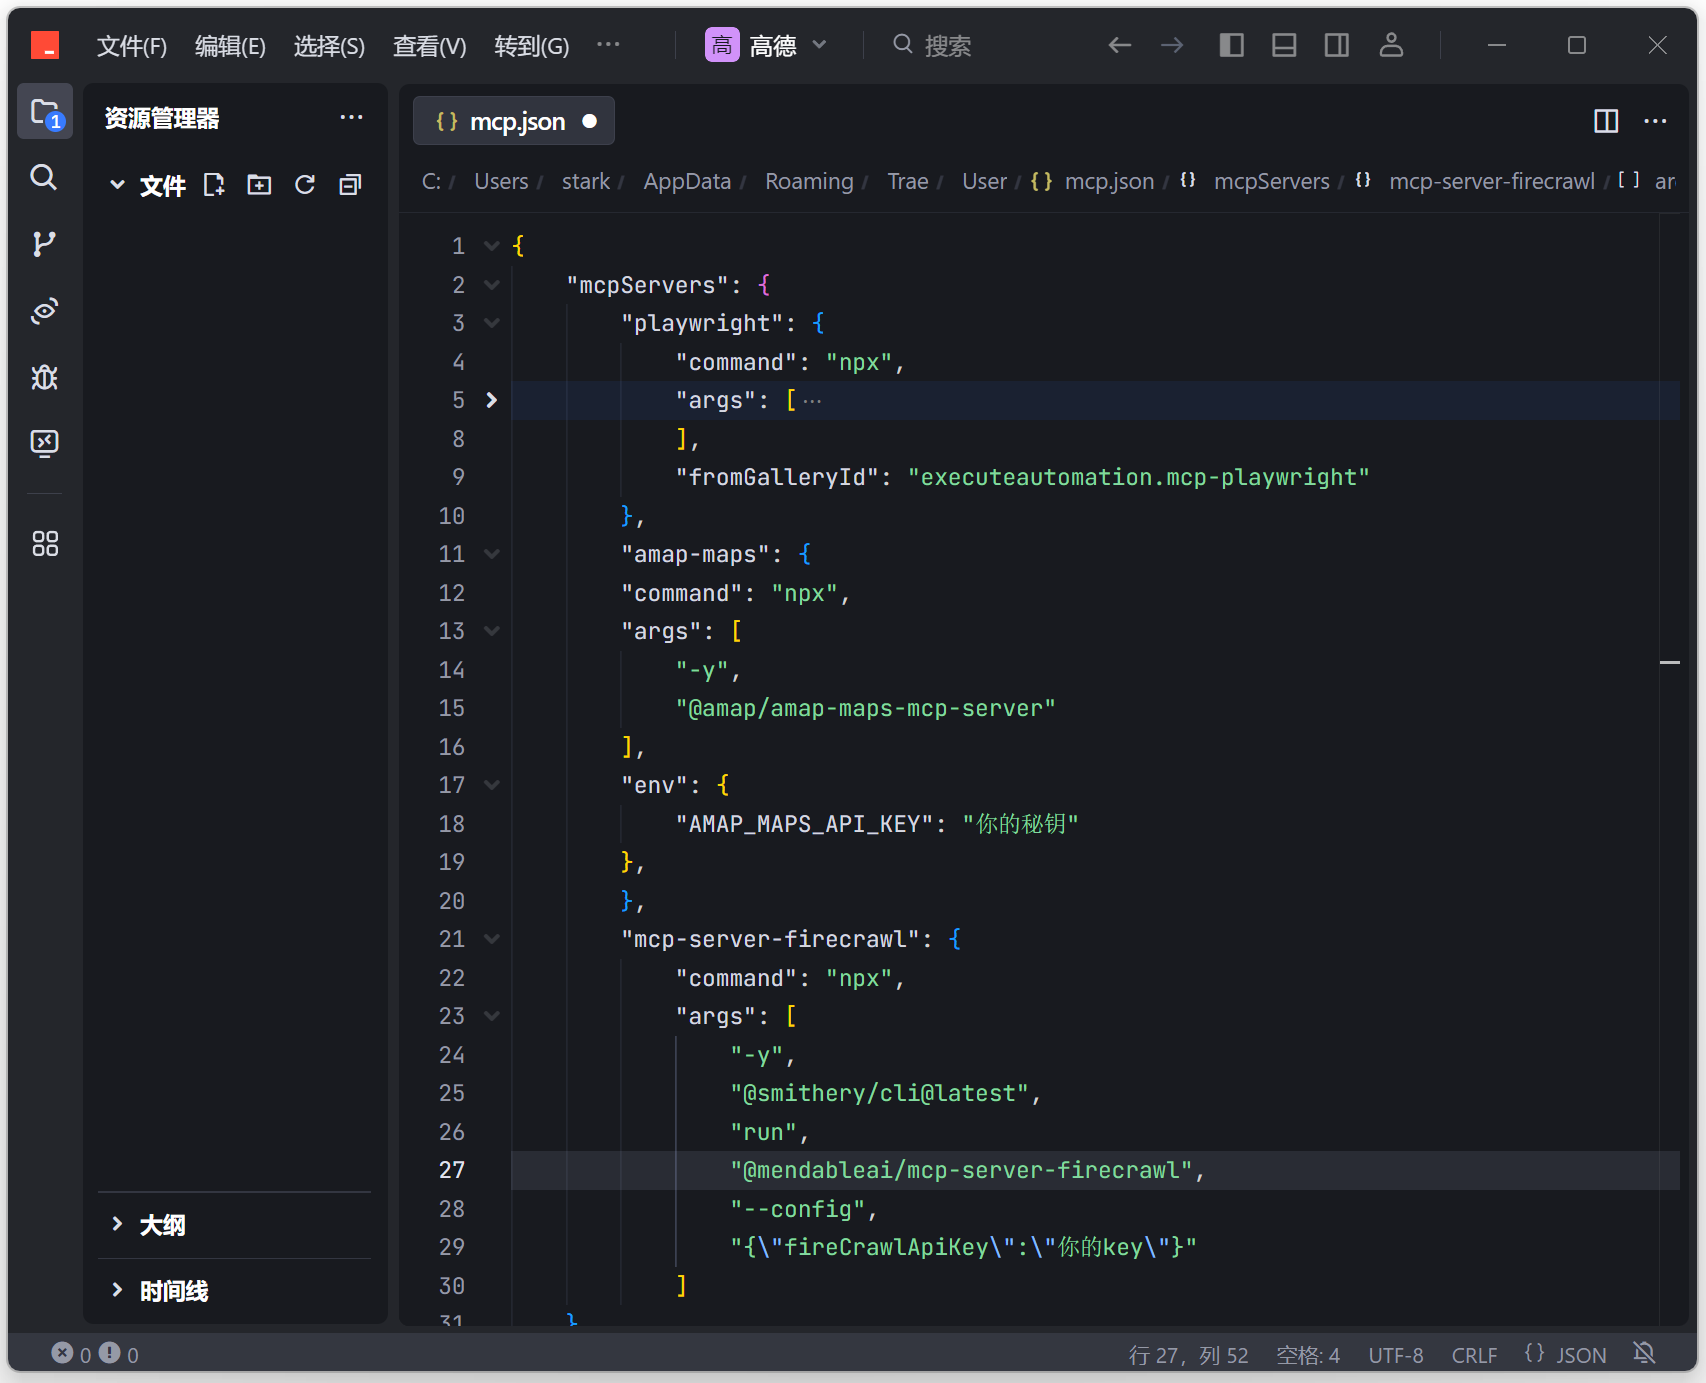 文件(F) 编辑(E) 选择(S) 查看(V) 转到(G) ··· 高 高德 搜索
1
资源管理器 ···
文件
大纲
时间线
{} mcp.json ●
C: / Users / stark / AppData / Roaming / Trae / User / {} mcp.json / {} mcpServers / {} mcp-server-firecrawl / [ ] ar
1 {
2 "mcpServers": {
3 "playwright": {
4 "command": "npx",
5 "args": [ ···
8 ],
9 "fromGalleryId": "executeautomation.mcp-playwright"
10 },
11 "amap-maps": {
12 "command": "npx",
13 "args": [
14 "-y",
15 "@amap/amap-maps-mcp-server"
16 ],
17 "env": {
18 "AMAP_MAPS_API_KEY": "你的秘钥"
19 },
20 },
21 "mcp-server-firecrawl": {
22 "command": "npx",
23 "args": [
24 "-y",
25 "@smithery/cli@latest",
26 "run",
27 "@mendableai/mcp-server-firecrawl",
28 "--config",
29 "{\"fireCrawlApiKey\":\"你的key\"}"
30 ]
31 }
0 0 行 27，列 52 空格: 4 UTF-8 CRLF {} JSON